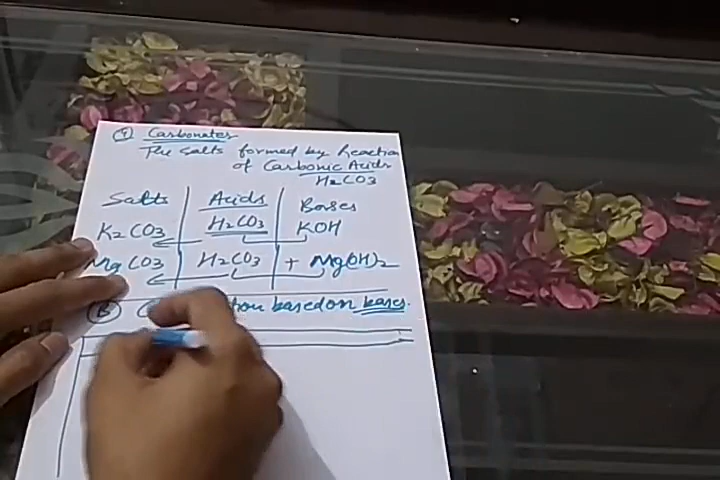 ④ Carbonates
The Salts formed by Reaction
of Carbonic Acids
H₂CO₃
Salts Acids Bases
K₂CO₃ H₂CO₃ KOH
MgCO₃ H₂CO₃ + Mg(OH)₂
Ⓑ based on bases.